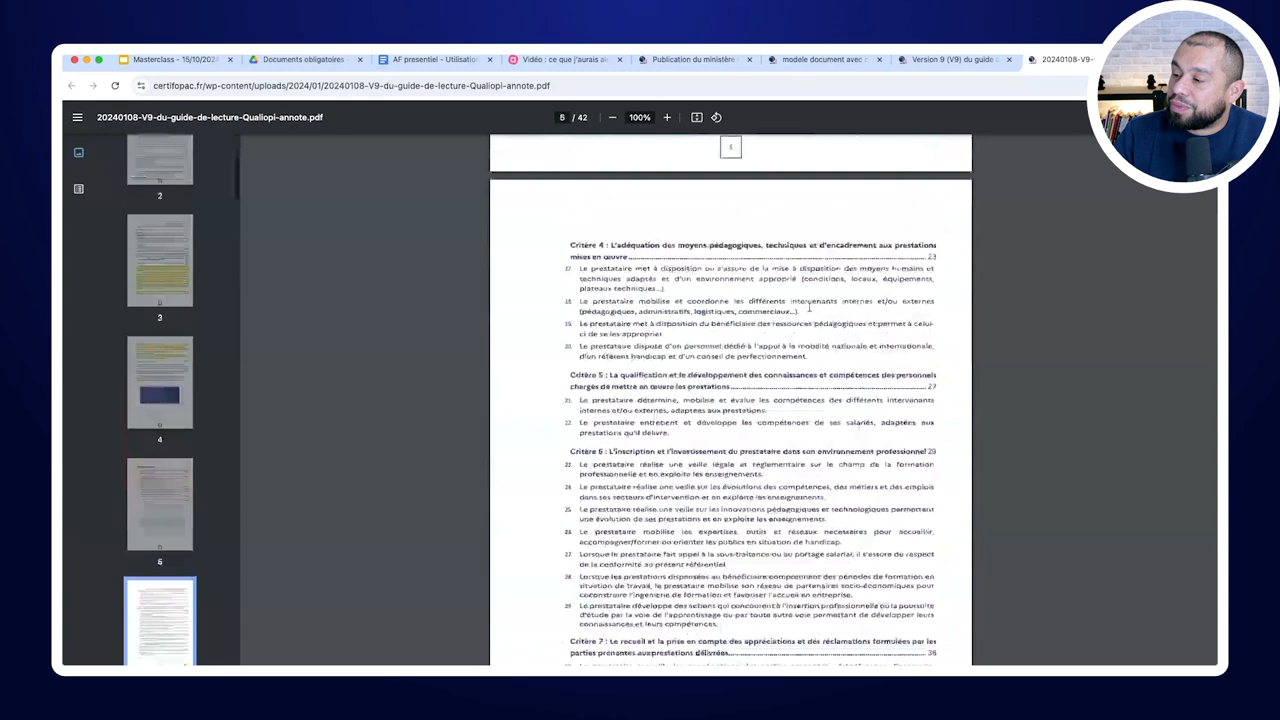 Masterclass - 15/10/202
Documents obligatoires
AF presentiel - Utilisation
Vidéo : ce que j'aurais ai
Publication du ministère
modele document avec c
Version 9 (V9) du guide
20240108-V9-
certifopac.fr/wp-content/uploads/2024/01/20240108-V9-du-guide-de-lecture-Qualiopi-annote.pdf
20240108-V9-du-guide-de-lecture-Qualiopi-annote.pdf
5 / 42
100%
2
3
4
Critère 4 : L'adéquation des moyens pédagogiques, techniques et d'encadrement aux prestations
mises en œuvre 23
17. Le prestataire met à disposition ou s'assure de la mise à disposition des moyens humains et
techniques adaptés et d'un environnement approprié (conditions, locaux, équipements,
plateaux techniques…).
18. Le prestataire mobilise et coordonne les différents intervenants internes et/ou externes
(pédagogiques, administratifs, logistiques, commerciaux…).
19. Le prestataire met à disposition du bénéficiaire des ressources pédagogiques et permet à celui-
ci de se les approprier.
20. Le prestataire dispose d'un personnel dédié à l'appui à la mobilité nationale et internationale,
d'un référent handicap et d'un conseil de perfectionnement.
Critère 5 : La qualification et le développement des connaissances et compétences des personnels
chargés de mettre en œuvre les prestations 27
21. Le prestataire détermine, mobilise et évalue les compétences des différents intervenants
internes et/ou externes, adaptées aux prestations.
22. Le prestataire entretient et développe les compétences de ses salariés, adaptées aux
prestations qu'il délivre.
Critère 6 : L'inscription et l'investissement du prestataire dans son environnement professionnel 29
23. Le prestataire réalise une veille légale et réglementaire sur le champ de la formation
professionnelle et en exploite les enseignements.
24. Le prestataire réalise une veille sur les évolutions des compétences, des métiers et des emplois
dans ses secteurs d'intervention et en exploite les enseignements.
25. Le prestataire réalise une veille sur les innovations pédagogiques et technologiques permettant
une évolution de ses prestations et en exploite les enseignements.
26. Le prestataire mobilise les expertises, outils et réseaux nécessaires pour accueillir,
accompagner/former ou orienter les publics en situation de handicap.
27. Lorsque le prestataire fait appel à la sous-traitance ou au portage salarial, il s'assure du respect
de la conformité au présent référentiel.
28. Lorsque les prestations dispensées au bénéficiaire comprennent des périodes de formation en
situation de travail, le prestataire mobilise son réseau de partenaires socio-économiques pour
coconstruire l'ingénierie de formation et favoriser l'accueil en entreprise.
29. Le prestataire développe des actions qui concourent à l'insertion professionnelle ou la poursuite
d'étude par la voie de l'apprentissage ou par toute autre voie permettant de développer leurs
connaissances et leurs compétences.
Critère 7 : Le recueil et la prise en compte des appréciations et des réclamations formulées par les
parties prenantes aux prestations délivrées 36